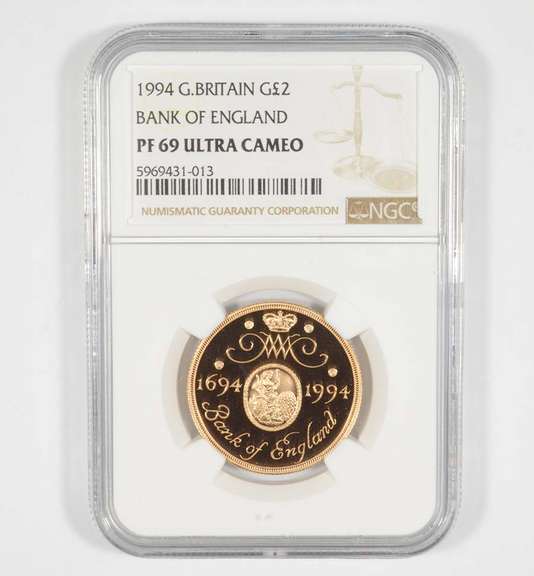 1994 G.BRITAIN G£2
BANK OF ENGLAND
PF 69 ULTRA CAMEO
5969431-013
NUMISMATIC GUARANTY CORPORATION
NGC
1694 1994
Bank of England